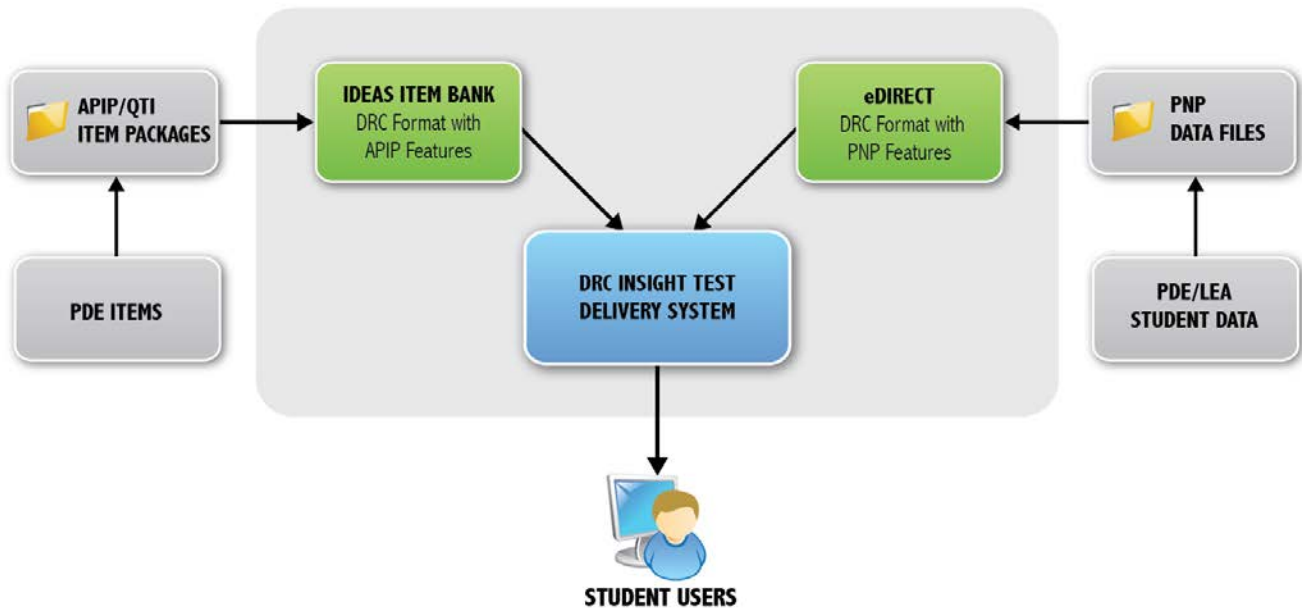 APIP/QTI
ITEM PACKAGES
IDEAS ITEM BANK
DRC Format with
APIP Features
eDIRECT
DRC Format with
PNP Features
PNP
DATA FILES
PDE ITEMS
DRC INSIGHT TEST
DELIVERY SYSTEM
PDE/LEA
STUDENT DATA
STUDENT USERS